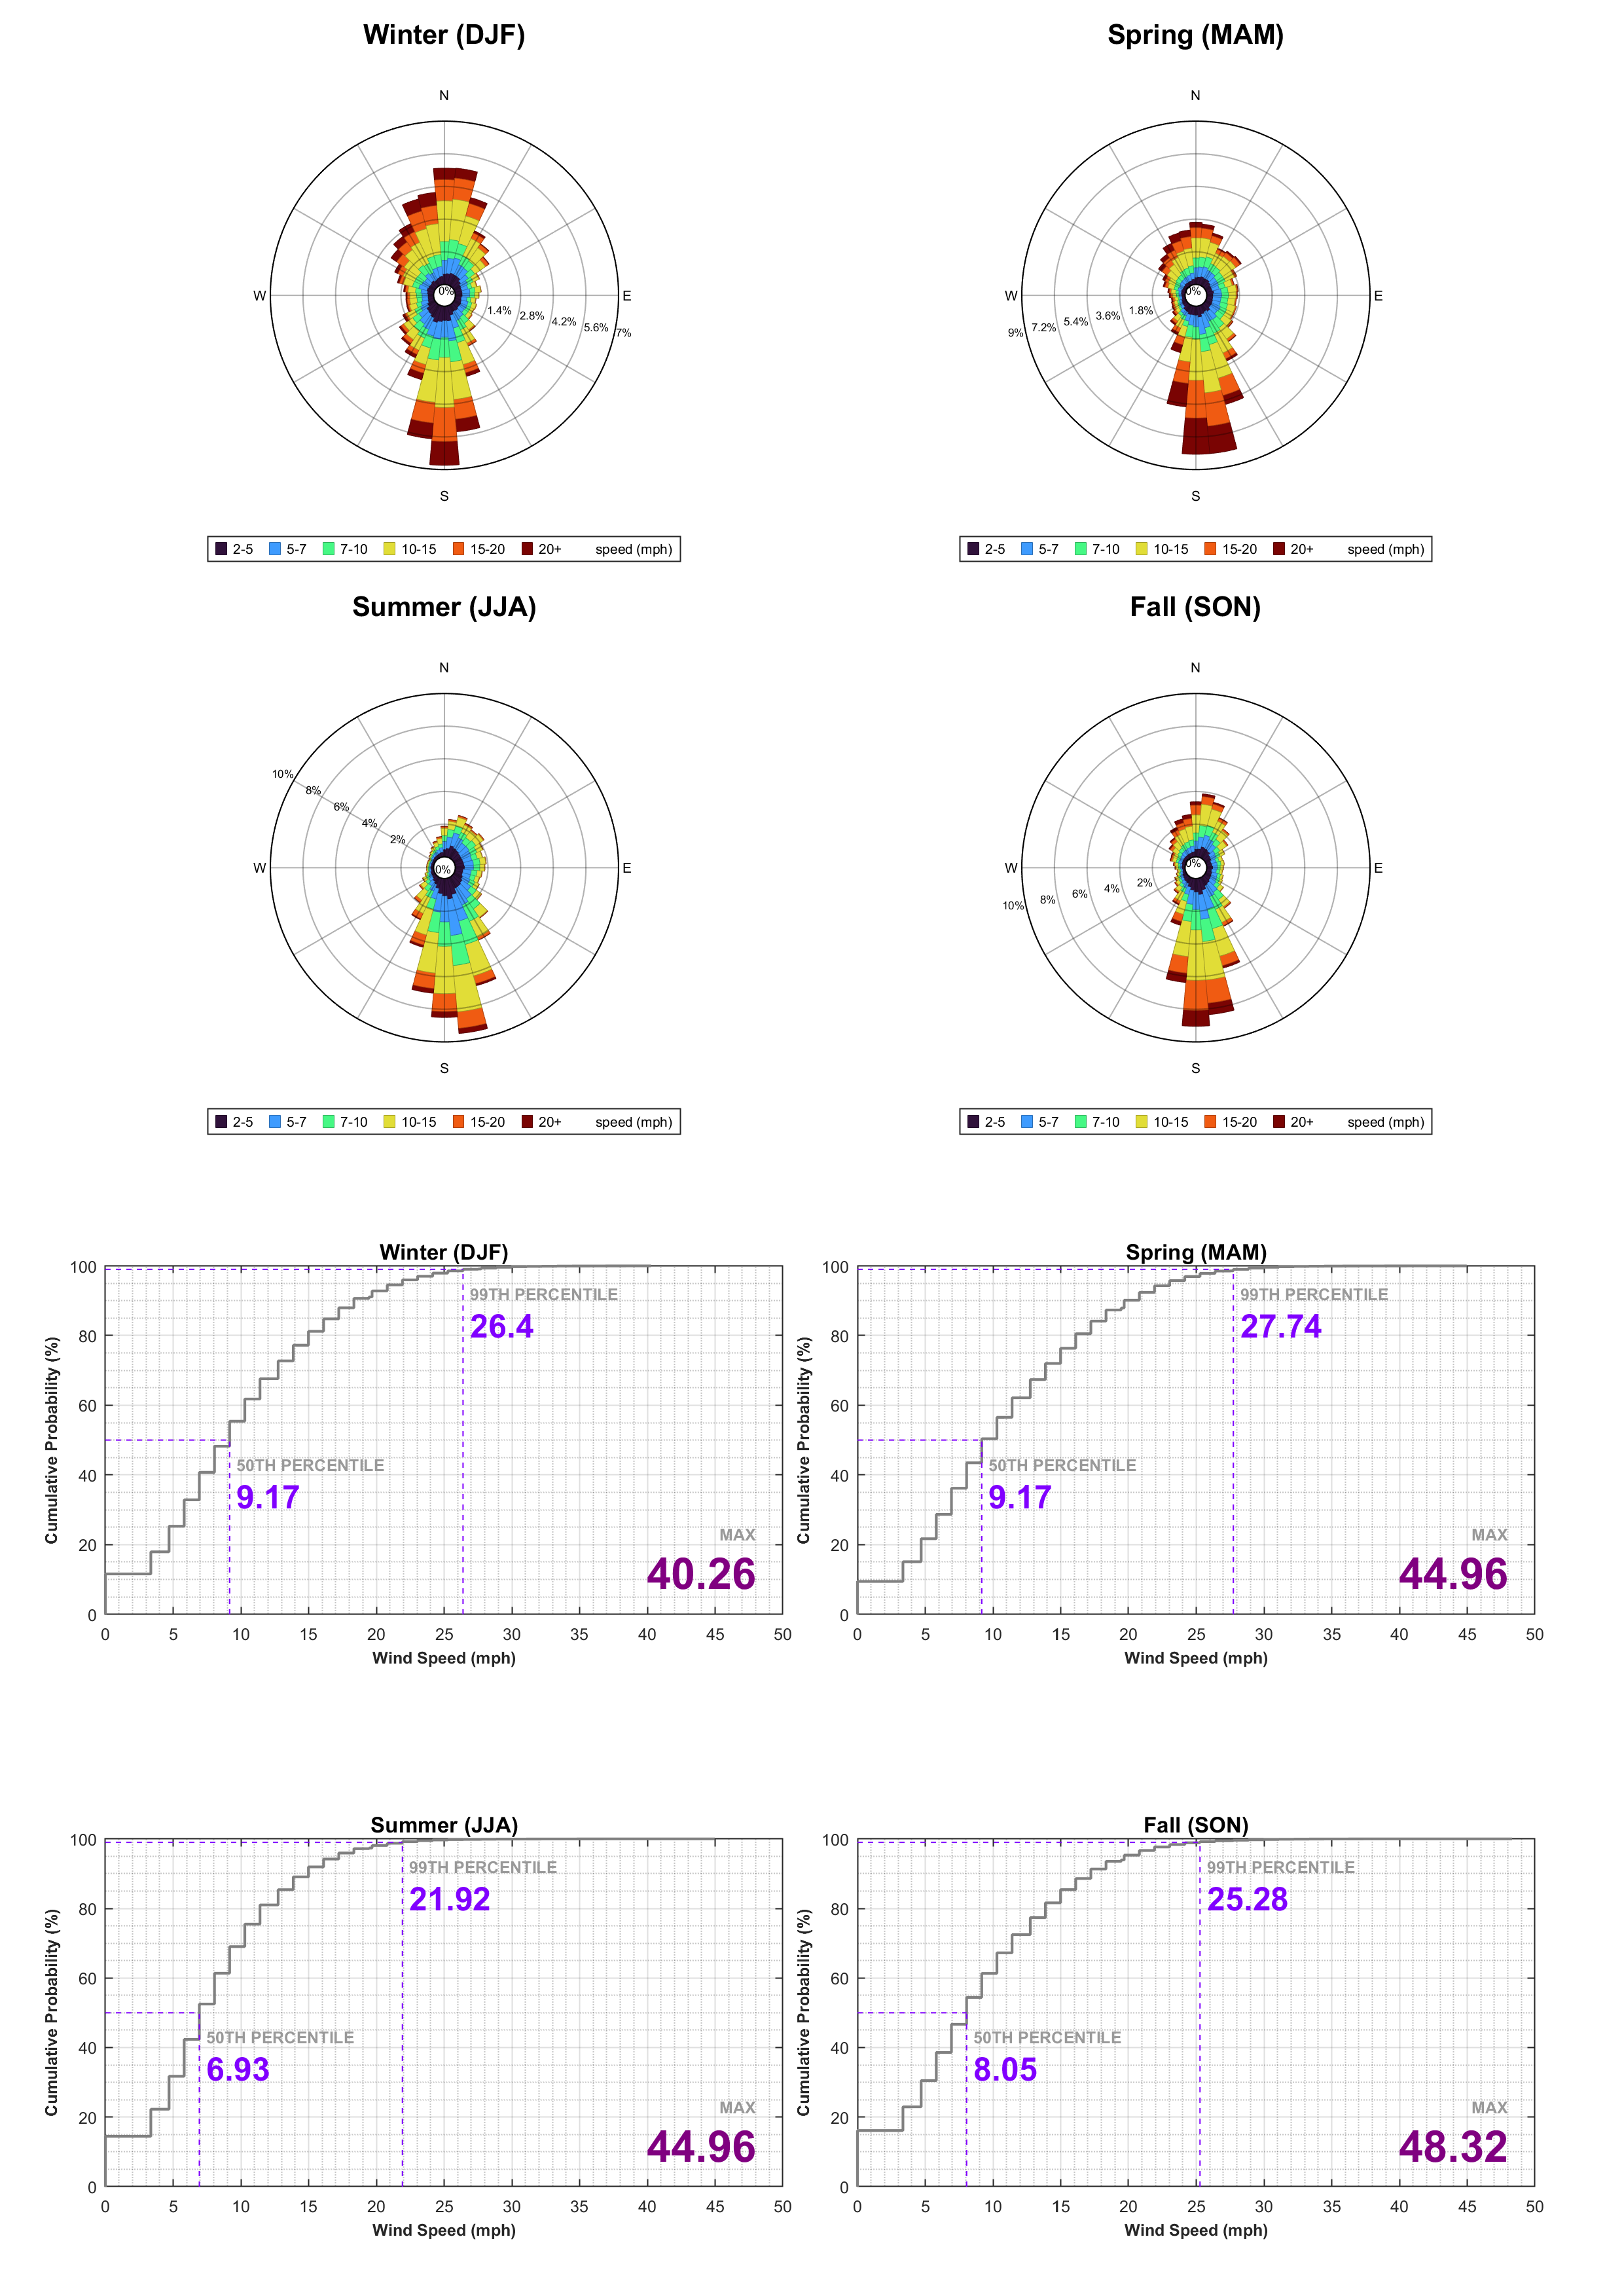 Winter (DJF)
N
W
E
S
0%
1.4%
2.8%
4.2%
5.6%
7%
2-5 5-7 7-10 10-15 15-20 20+ speed (mph)
Spring (MAM)
N
W
E
S
0%
1.8%
3.6%
5.4%
7.2%
9%
2-5 5-7 7-10 10-15 15-20 20+ speed (mph)
Summer (JJA)
N
W
E
S
10%
8%
6%
4%
2%
0%
2-5 5-7 7-10 10-15 15-20 20+ speed (mph)
Fall (SON)
N
W
E
S
0%
2%
4%
6%
8%
10%
2-5 5-7 7-10 10-15 15-20 20+ speed (mph)
Winter (DJF)
Cumulative Probability (%)
100
80
60
40
20
0
99TH PERCENTILE
26.4
50TH PERCENTILE
9.17
MAX
40.26
0 5 10 15 20 25 30 35 40 45 50
Wind Speed (mph)
Spring (MAM)
Cumulative Probability (%)
100
80
60
40
20
0
99TH PERCENTILE
27.74
50TH PERCENTILE
9.17
MAX
44.96
0 5 10 15 20 25 30 35 40 45 50
Wind Speed (mph)
Summer (JJA)
Cumulative Probability (%)
100
80
60
40
20
0
99TH PERCENTILE
21.92
50TH PERCENTILE
6.93
MAX
44.96
0 5 10 15 20 25 30 35 40 45 50
Wind Speed (mph)
Fall (SON)
Cumulative Probability (%)
100
80
60
40
20
0
99TH PERCENTILE
25.28
50TH PERCENTILE
8.05
MAX
48.32
0 5 10 15 20 25 30 35 40 45 50
Wind Speed (mph)